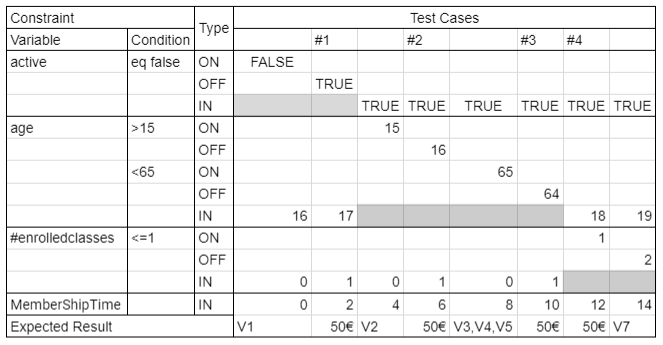 Constraint Type Test Cases
Variable Condition #1 #2 #3 #4
active eq false ON FALSE
OFF TRUE
IN TRUE TRUE TRUE TRUE TRUE TRUE
age >15 ON 15
OFF 16
<65 ON 65
OFF 64
IN 16 17 18 19
#enrolledclasses <=1 ON 1
OFF 2
IN 0 1 0 1 0 1
MemberShipTime IN 0 2 4 6 8 10 12 14
Expected Result V1 50€ V2 50€ V3,V4,V5 50€ 50€ V7